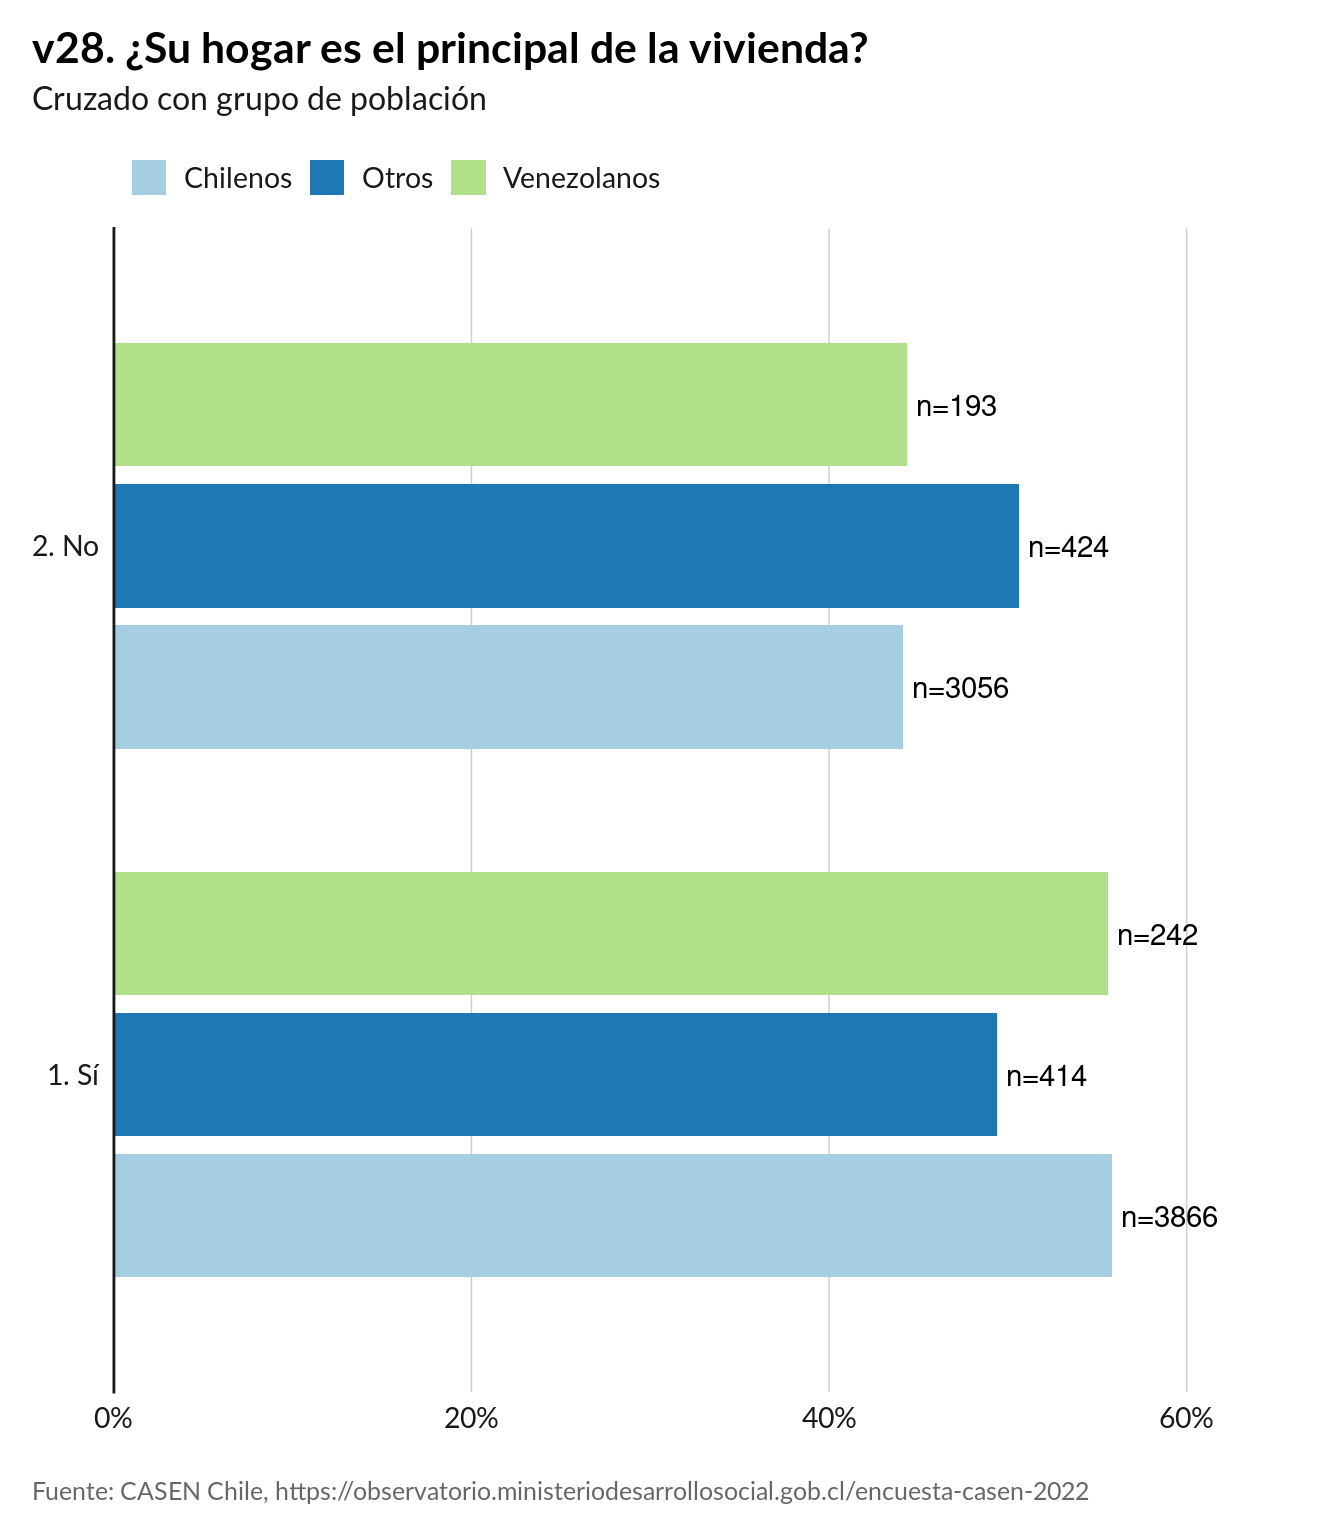 v28. ¿Su hogar es el principal de la vivienda?
Cruzado con grupo de población
Chilenos Otros Venezolanos
n=193
2. No n=424
n=3056
n=242
1. Sí n=414
n=3866
0% 20% 40% 60%
Fuente: CASEN Chile, https://observatorio.ministeriodesarrollosocial.gob.cl/encuesta-casen-2022